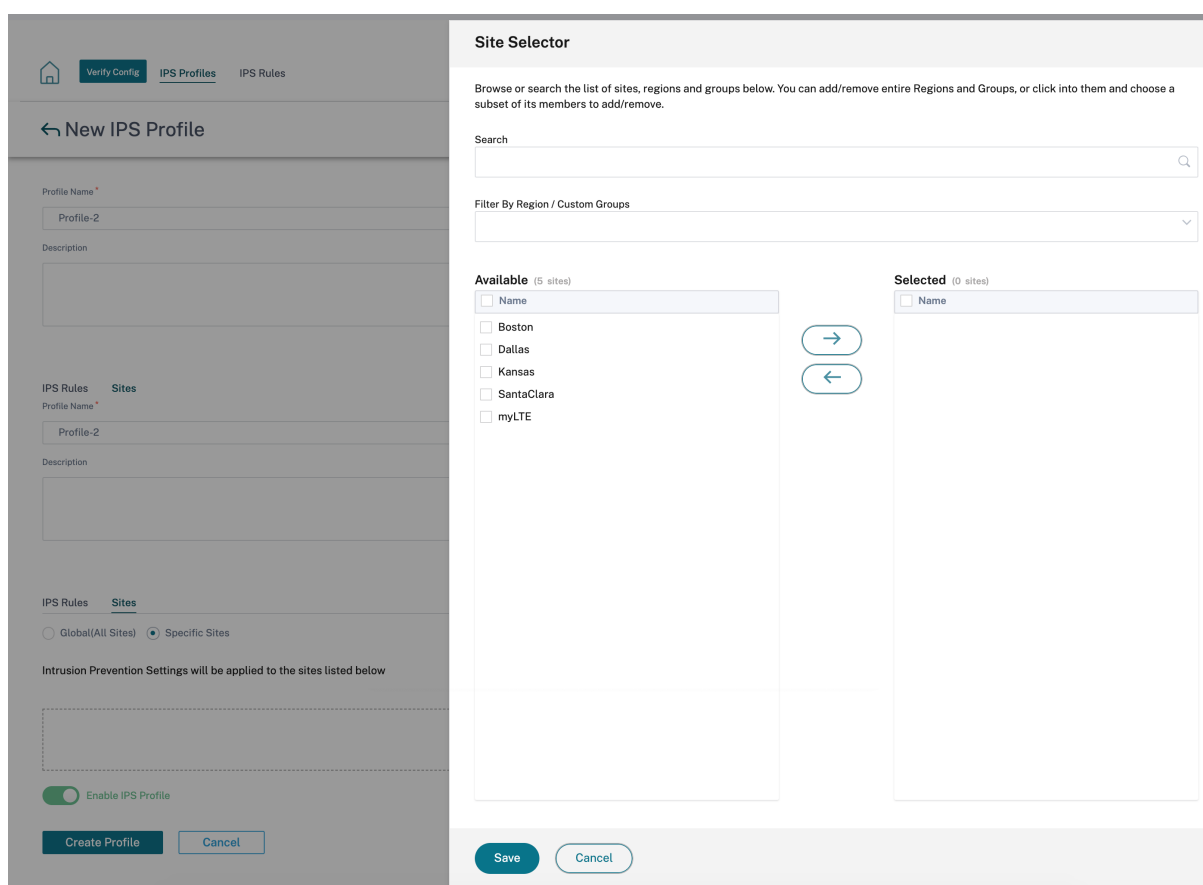 Verify Config
IPS Profiles
IPS Rules
New IPS Profile
Profile Name *
Profile-2
Description
IPS Rules
Sites
Profile Name *
Profile-2
Description
IPS Rules
Sites
Global(All Sites)
Specific Sites
Intrusion Prevention Settings will be applied to the sites listed below
Enable IPS Profile
Create Profile
Cancel
Site Selector
Browse or search the list of sites, regions and groups below. You can add/remove entire Regions and Groups, or click into them and choose a
subset of its members to add/remove.
Search
Filter By Region / Custom Groups
Available (5 sites)
Name
Boston
Dallas
Kansas
SantaClara
myLTE
Selected (0 sites)
Name
Save
Cancel